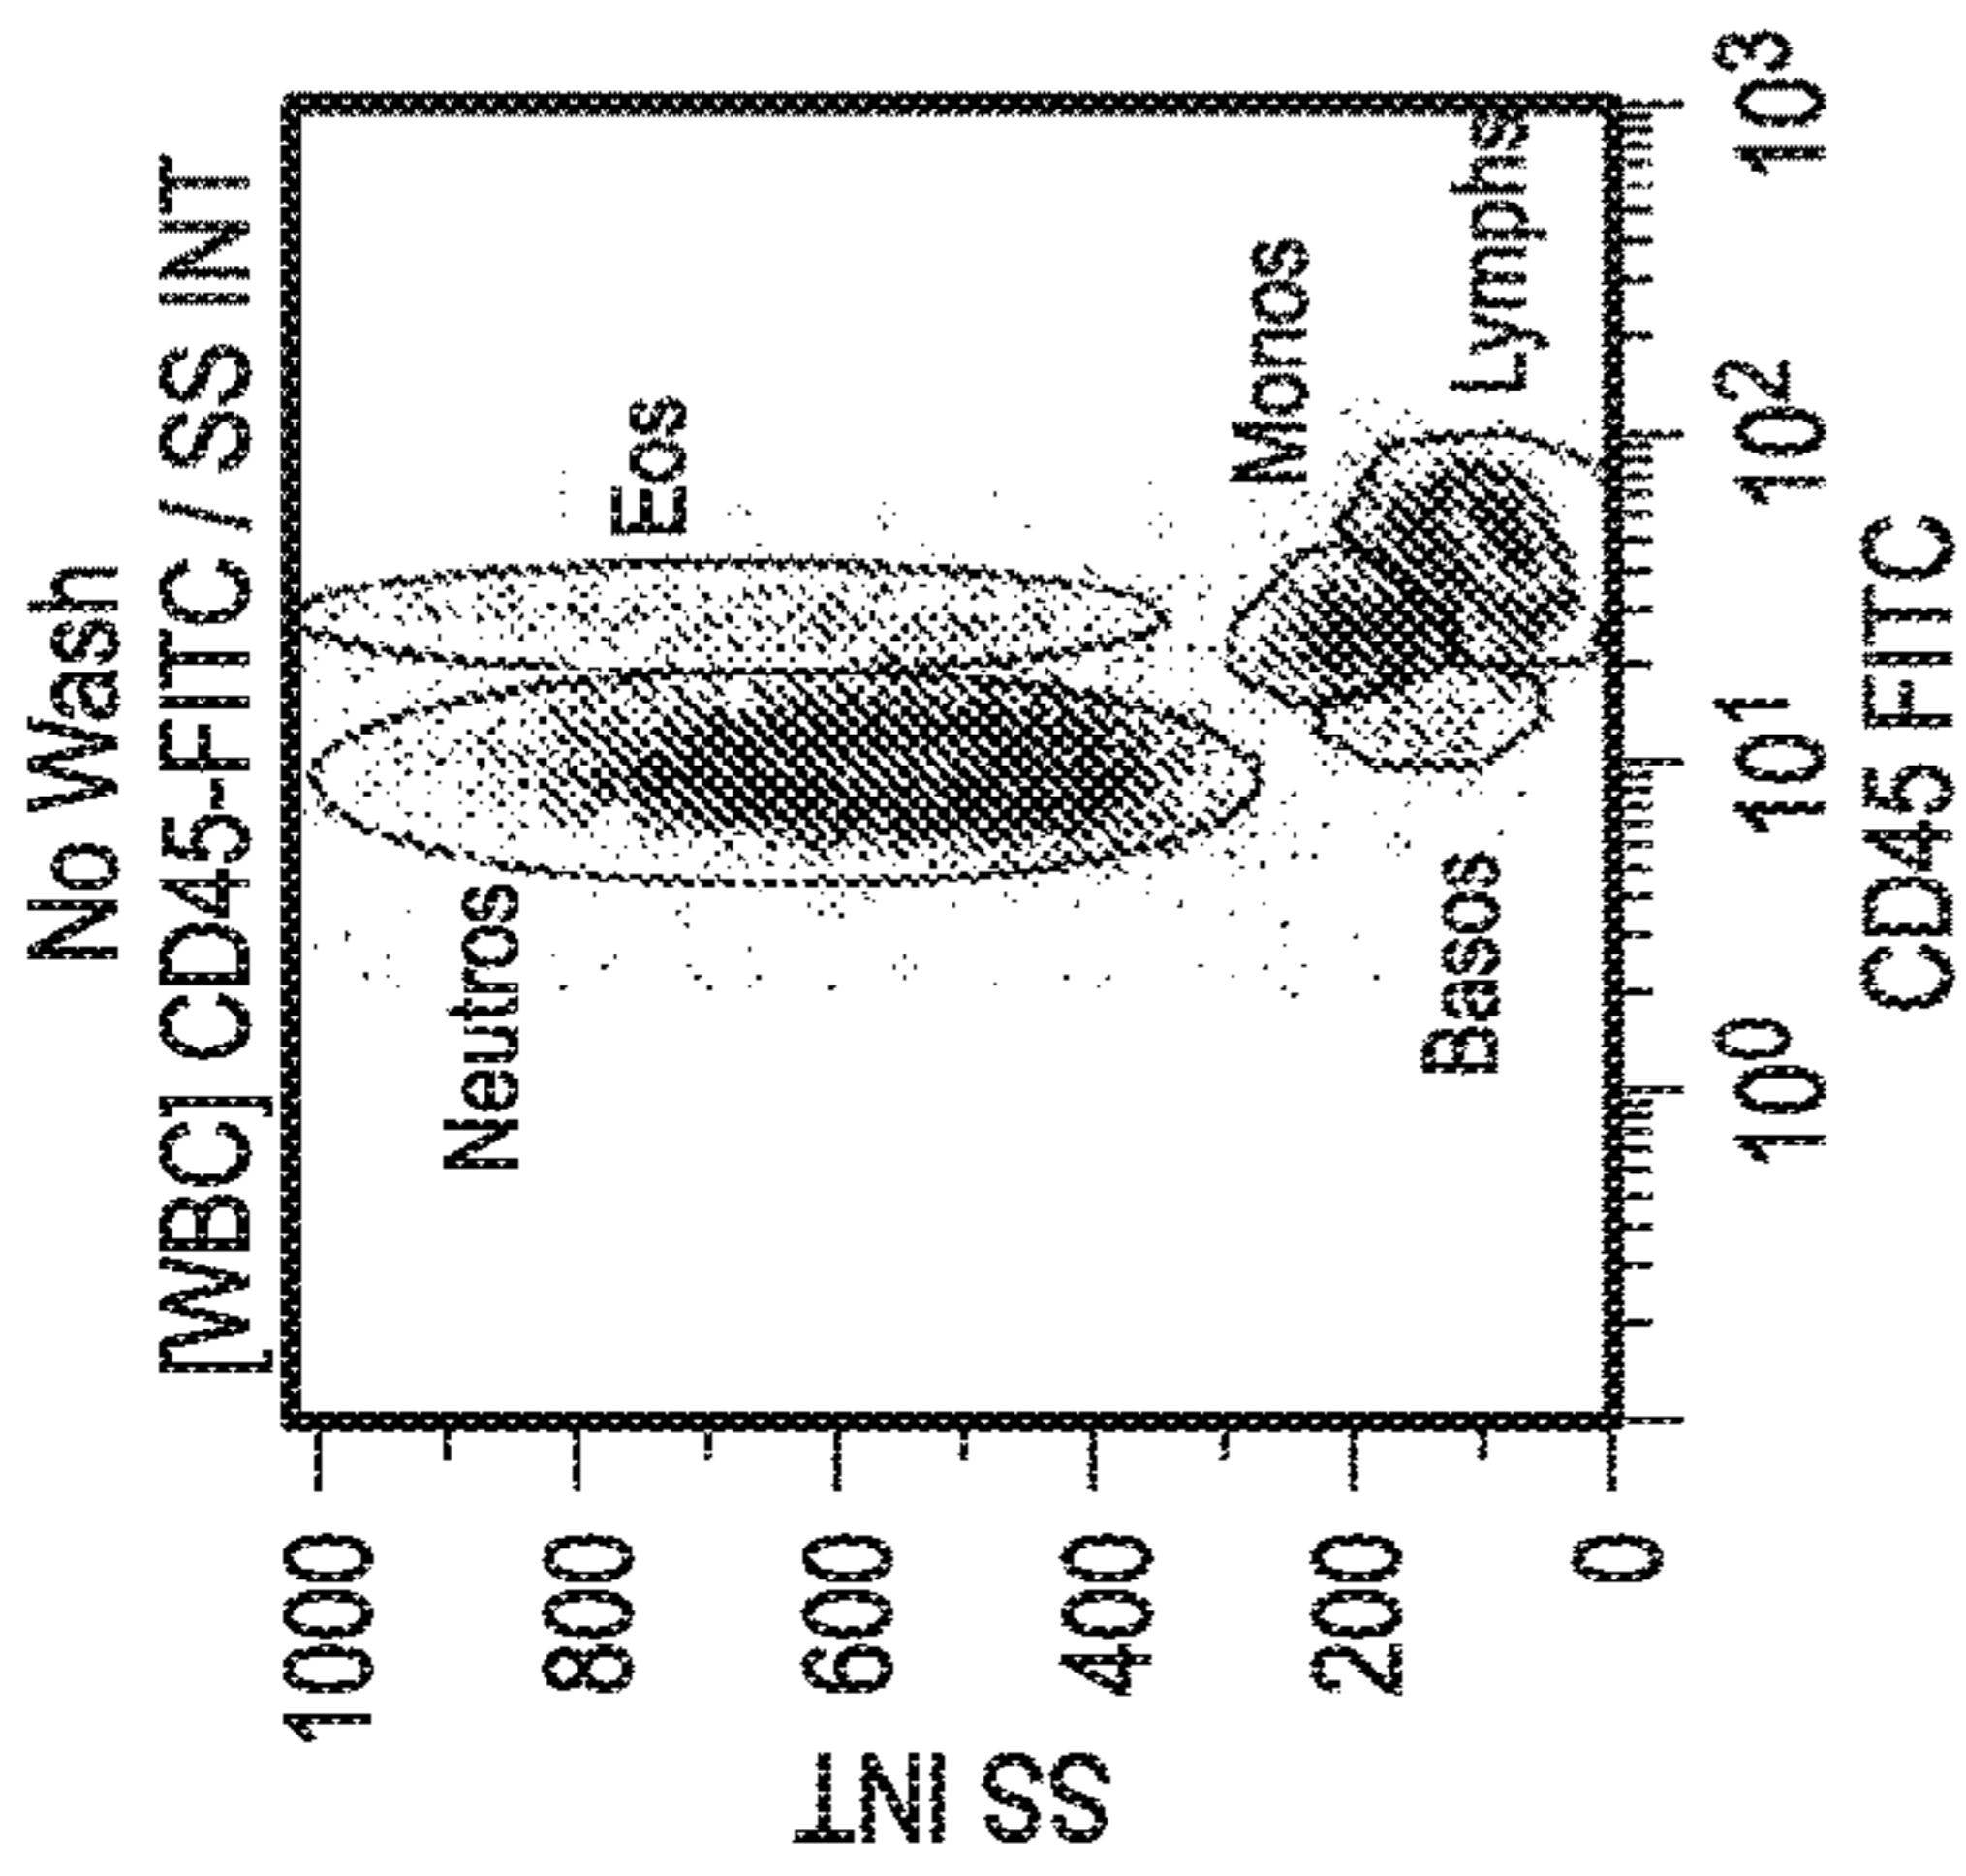 No Wash
[WBC] CD45-FITC / SS INT
SS INT
1000
800
600
400
200
0
Neutros
Eos
Monos
Basos
Lymphs
10⁰
10¹
10²
10³
CD45 FITC